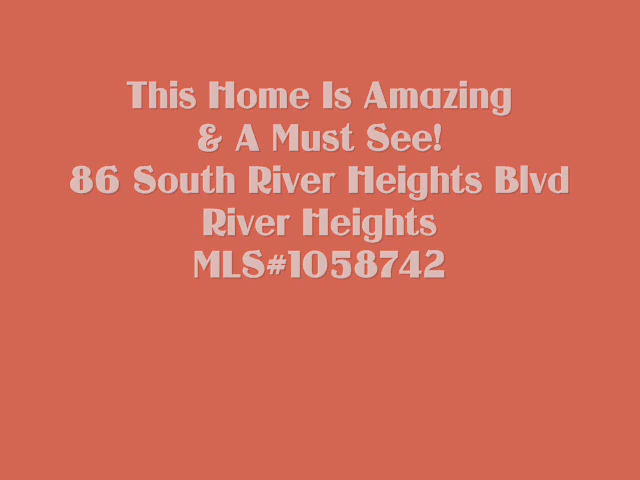 This Home Is Amazing
& A Must See!
86 South River Heights Blvd
River Heights
MLS#1058742